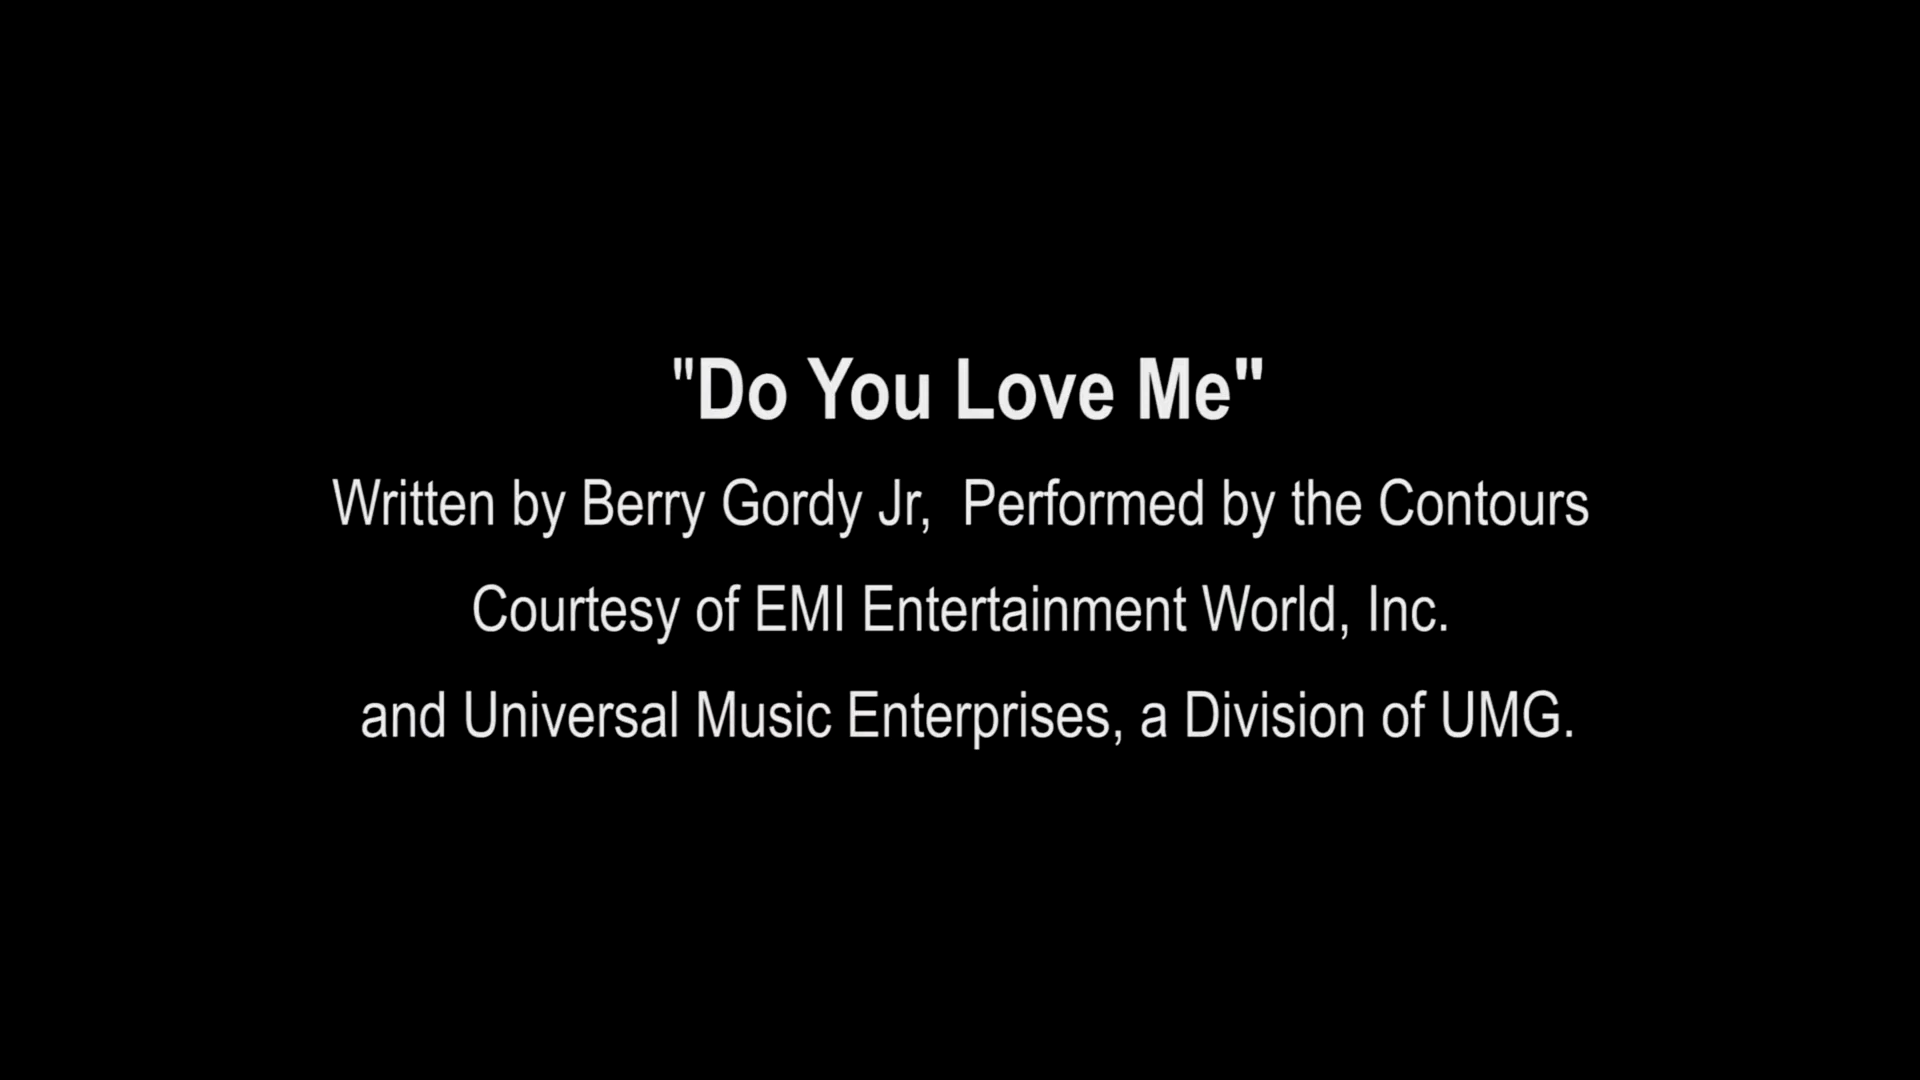 "Do You Love Me"
Written by Berry Gordy Jr,  Performed by the Contours
Courtesy of EMI Entertainment World, Inc.
and Universal Music Enterprises, a Division of UMG.